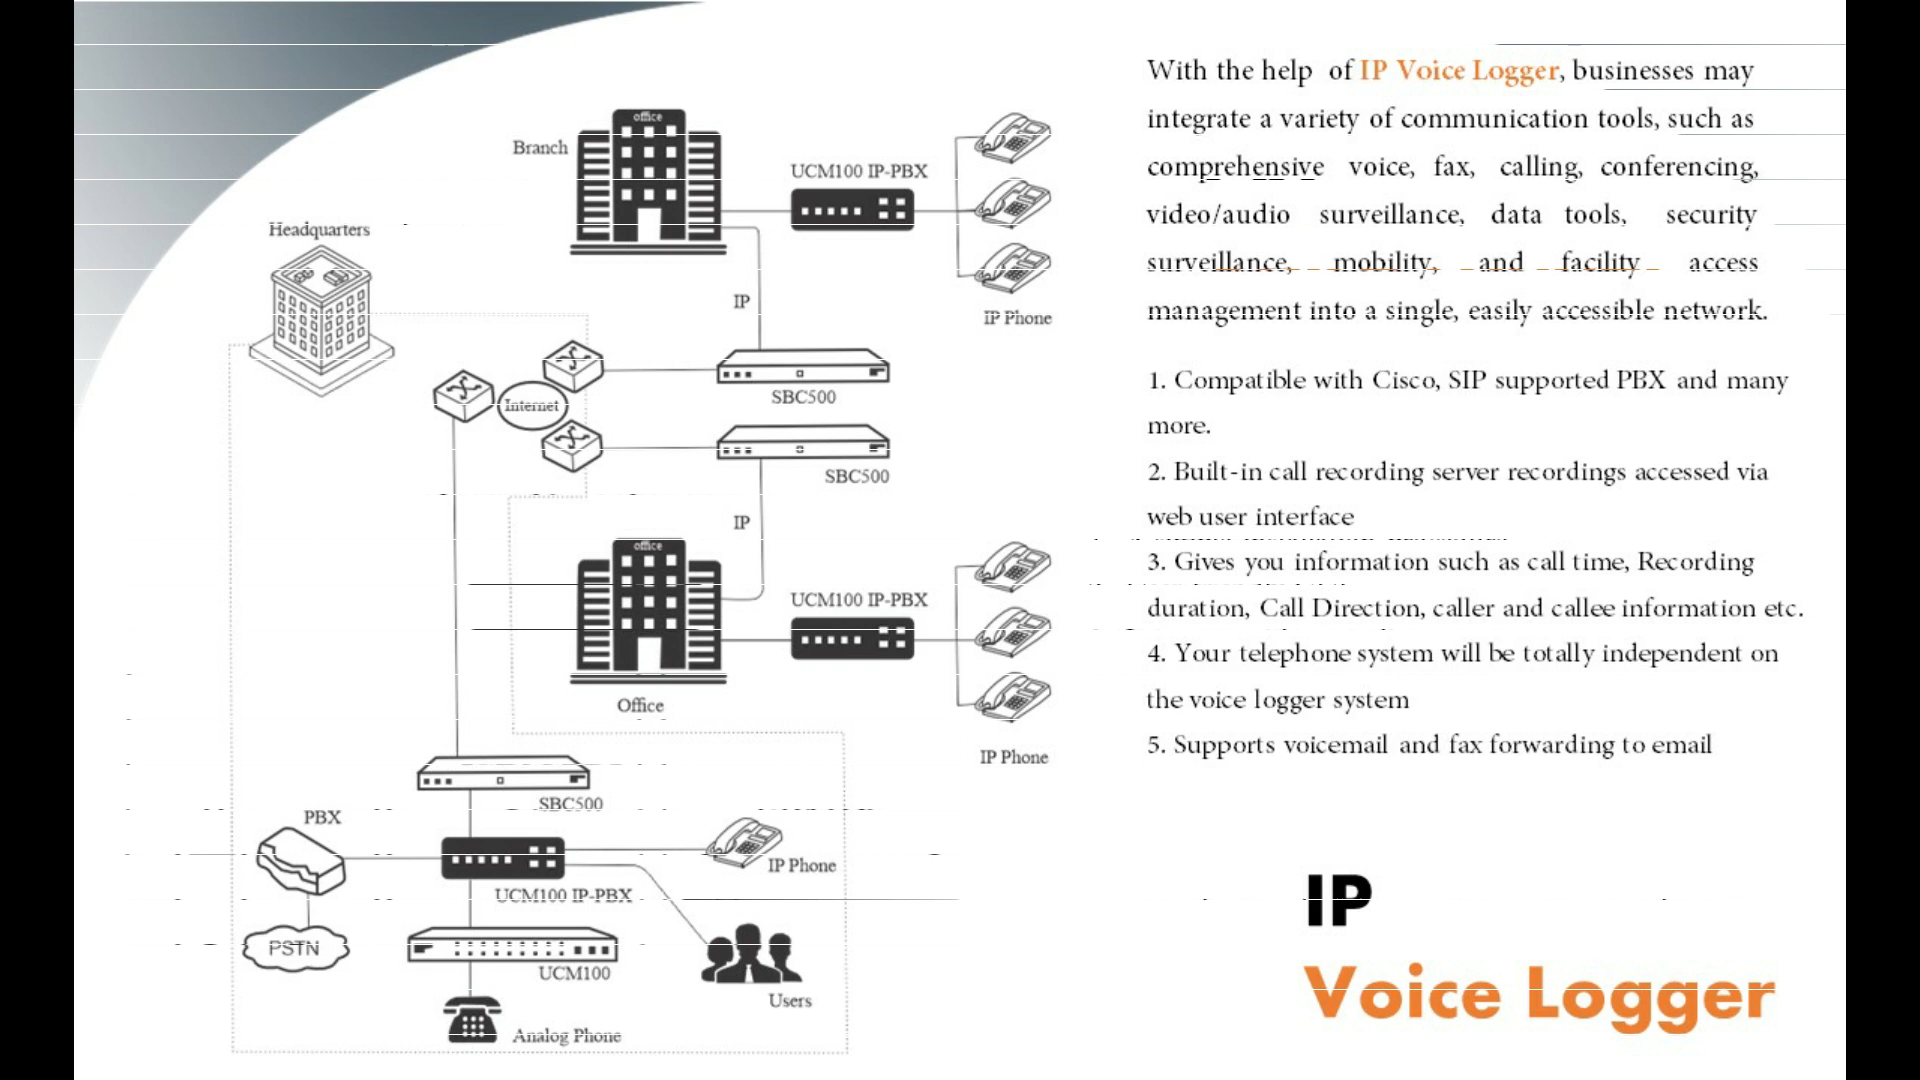 With the help of IP Voice Logger, businesses may
integrate a variety of communication tools, such as
comprehensive voice, fax, calling, conferencing,
video/audio surveillance, data tools, security
surveillance, mobility, and facility access
management into a single, easily accessible network.
1. Compatible with Cisco, SIP supported PBX and many
more.
2. Built-in call recording server recordings accessed via
web user interface
3. Gives you information such as call time, Recording
duration, Call Direction, caller and callee information etc.
4. Your telephone system will be totally independent on
the voice logger system
5. Supports voicemail and fax forwarding to email
IP
Voice Logger
office
Branch
UCM100 IP-PBX
Headquarters
IP
IP Phone
Internet
SBC500
SBC500
IP
office
UCM100 IP-PBX
Office
IP Phone
SBC500
PBX
IP Phone
UCM100 IP-PBX
PSTN
UCM100
Users
Analog Phone